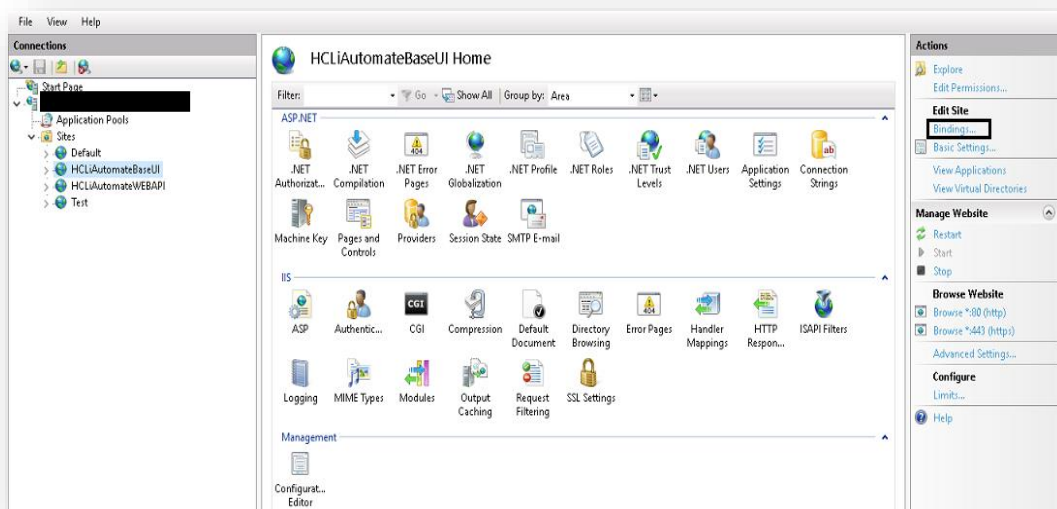 File View Help
Connections
Start Page
Application Pools
Sites
Default
HCLiAutomateBaseUI
HCLiAutomateWEBAPI
Test
HCLiAutomateBaseUI Home
Filter: Go Show All Group by: Area
ASP.NET
.NET Authorizat...
.NET Compilation
.NET Error Pages
.NET Globalization
.NET Profile
.NET Roles
.NET Trust Levels
.NET Users
Application Settings
Connection Strings
Machine Key
Pages and Controls
Providers
Session State
SMTP E-mail
IIS
ASP
Authentic...
CGI
Compression
Default Document
Directory Browsing
Error Pages
Handler Mappings
HTTP Respon...
ISAPI Filters
Logging
MIME Types
Modules
Output Caching
Request Filtering
SSL Settings
Management
Configurat... Editor
Actions
Explore
Edit Permissions...
Edit Site
Bindings...
Basic Settings...
View Applications
View Virtual Directories
Manage Website
Restart
Start
Stop
Browse Website
Browse *:80 (http)
Browse *:443 (https)
Advanced Settings...
Configure
Limits...
Help